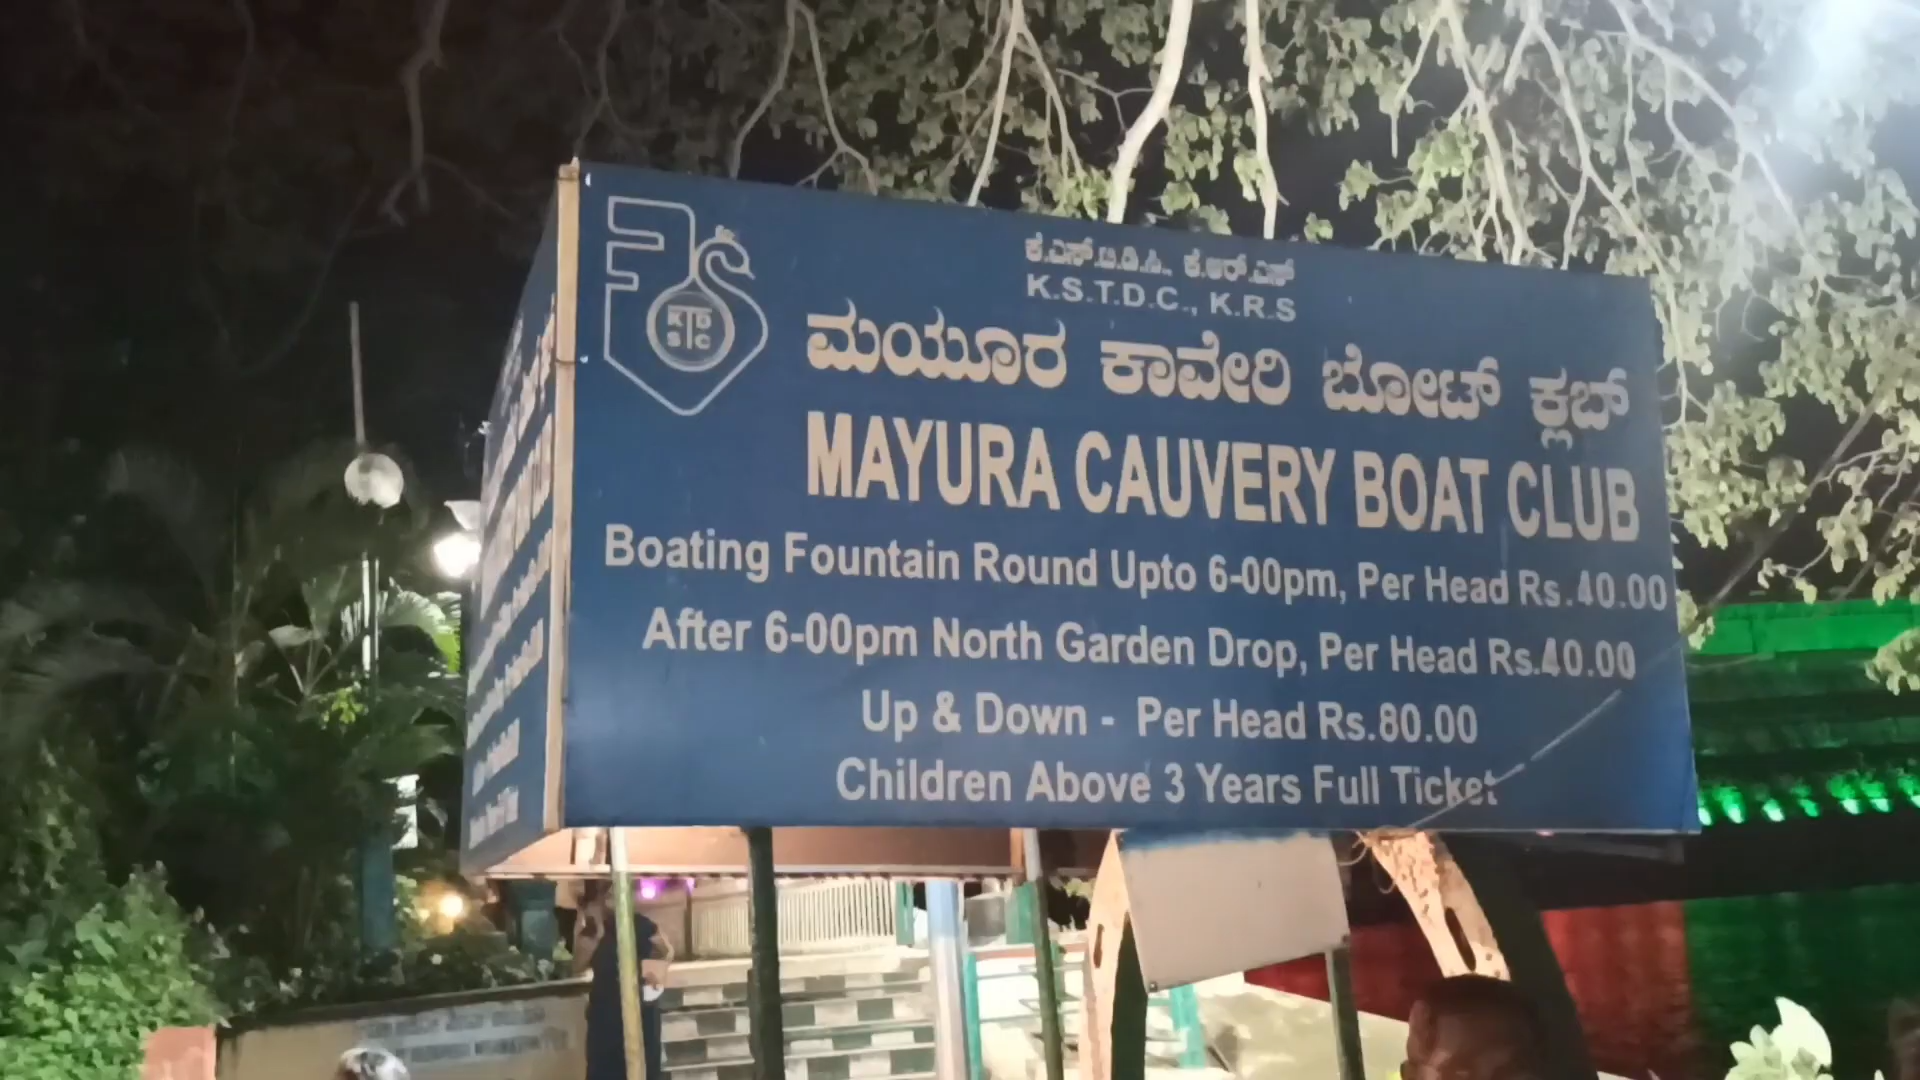 ಕೆ.ಎಸ್.ಟಿ.ಡಿ.ಸಿ., ಕೆ.ಆರ್.ಎಸ್
K.S.T.D.C., K.R.S
KTD
SC
ಮಯೂರ ಕಾವೇರಿ ಬೋಟ್ ಕ್ಲಬ್
MAYURA CAUVERY BOAT CLUB
Boating Fountain Round Upto 6-00pm, Per Head Rs.40.00
After 6-00pm North Garden Drop, Per Head Rs.40.00
Up & Down - Per Head Rs.80.00
Children Above 3 Years Full Ticket